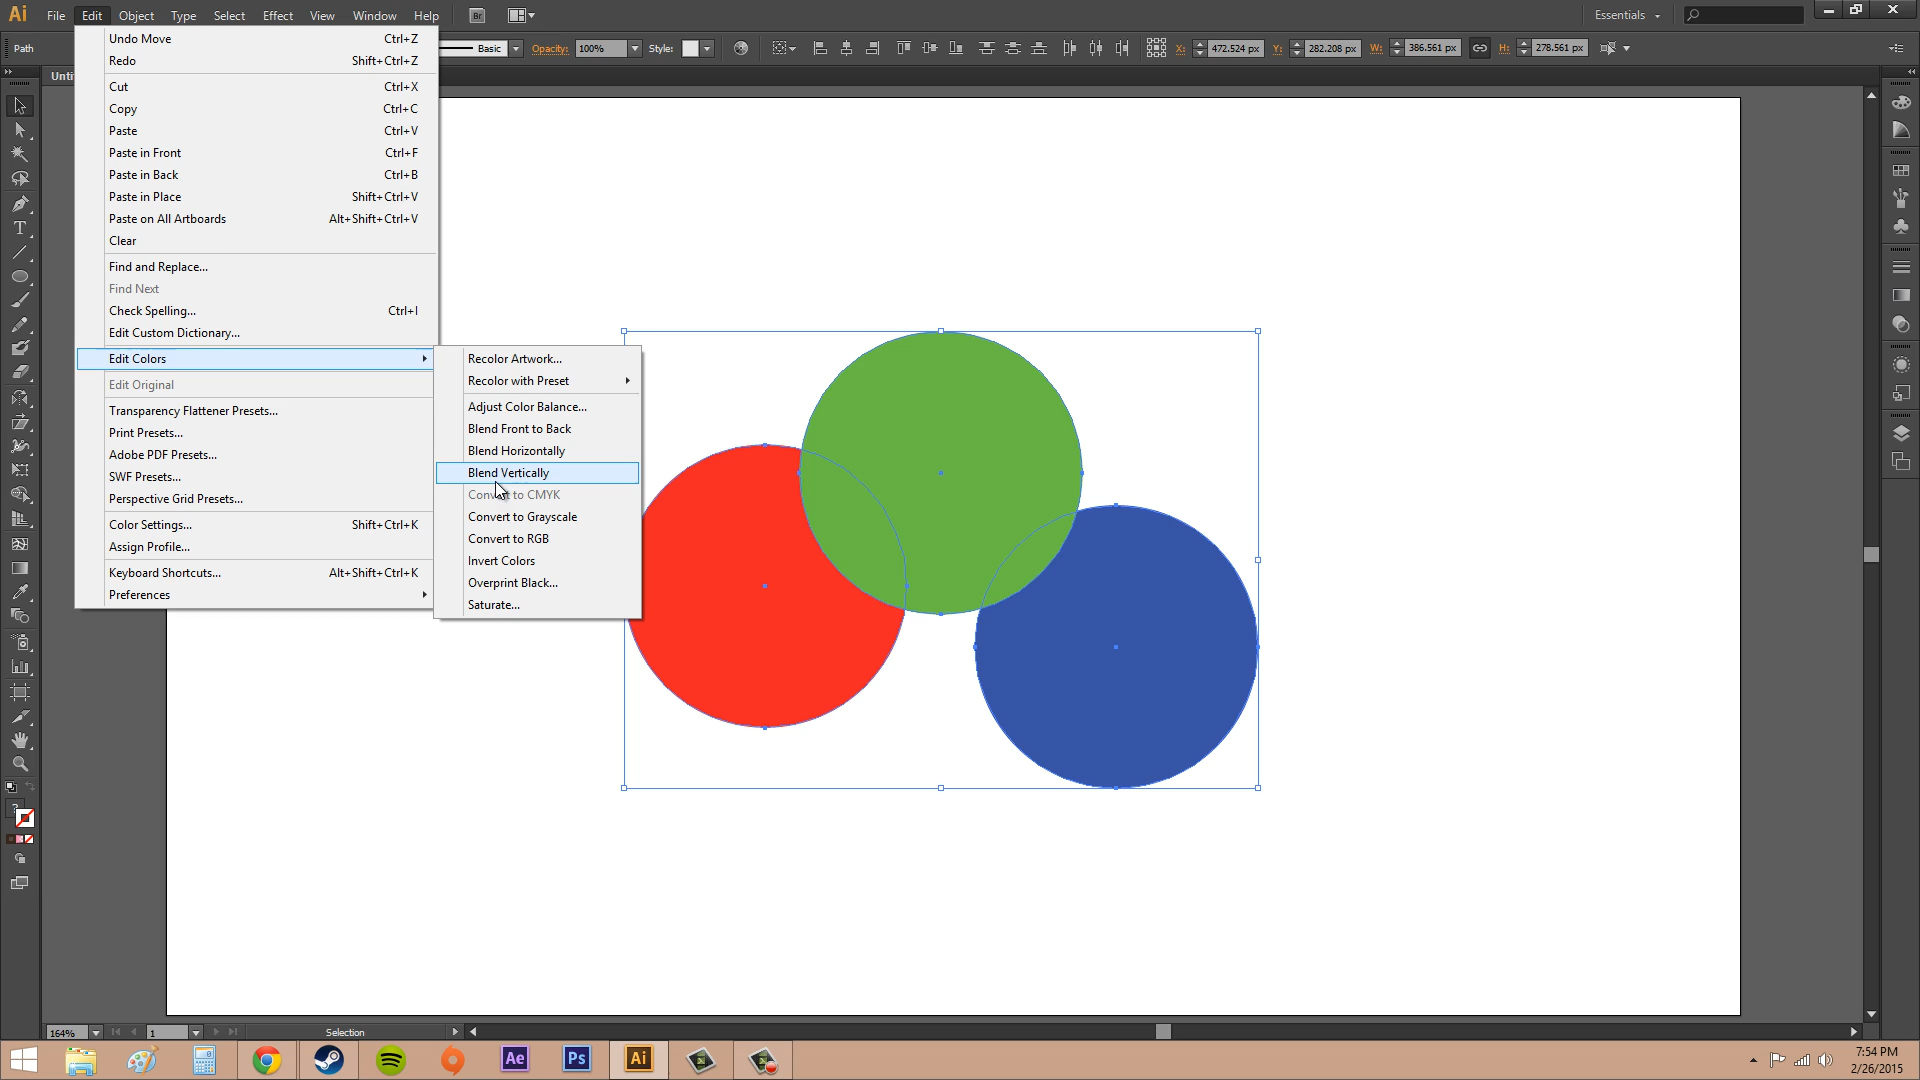 Ai File Edit Object Type Select Effect View Window Help Br Essentials
Path Basic Opacity: 100% Style: X: 472.524 px Y: 282.208 px W: 386.561 px H: 278.561 px
Undo Move Ctrl+Z
Redo Shift+Ctrl+Z
Cut Ctrl+X
Copy Ctrl+C
Paste Ctrl+V
Paste in Front Ctrl+F
Paste in Back Ctrl+B
Paste in Place Shift+Ctrl+V
Paste on All Artboards Alt+Shift+Ctrl+V
Clear
Find and Replace...
Find Next
Check Spelling... Ctrl+I
Edit Custom Dictionary...
Edit Colors
Edit Original
Transparency Flattener Presets...
Print Presets...
Adobe PDF Presets...
SWF Presets...
Perspective Grid Presets...
Color Settings... Shift+Ctrl+K
Assign Profile...
Keyboard Shortcuts... Alt+Shift+Ctrl+K
Preferences
Recolor Artwork...
Recolor with Preset
Adjust Color Balance...
Blend Front to Back
Blend Horizontally
Blend Vertically
Convert to CMYK
Convert to Grayscale
Convert to RGB
Invert Colors
Overprint Black...
Saturate...
164% 1 Selection
Ae Ps Ai
7:54 PM
2/26/2015